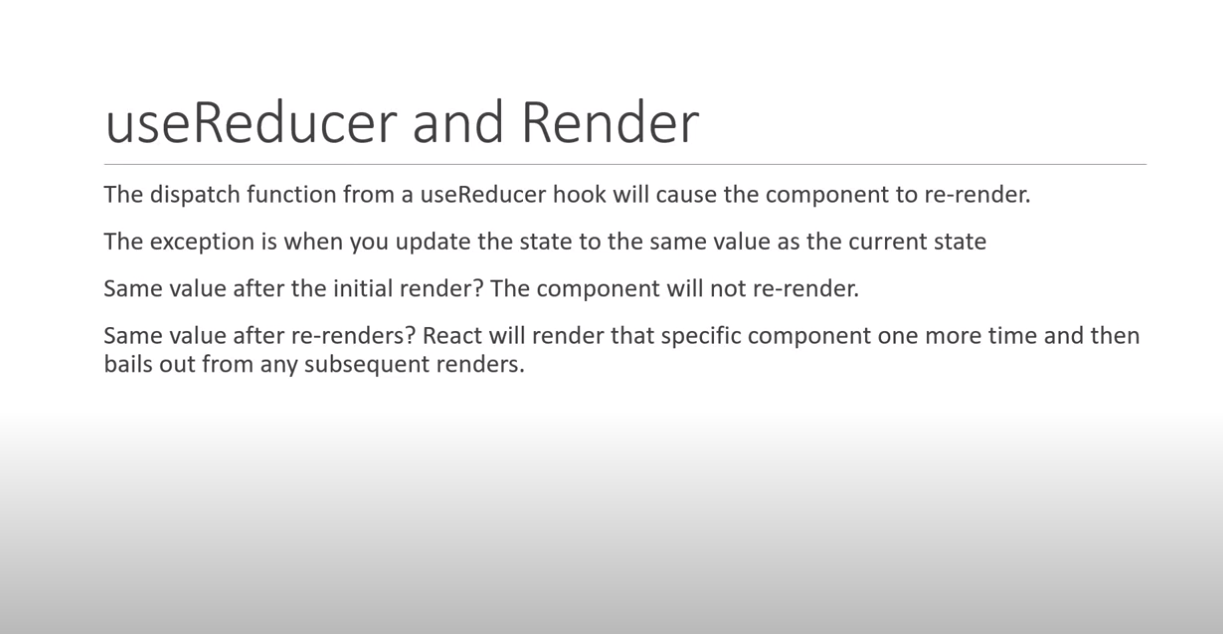 useReducer and Render
The dispatch function from a useReducer hook will cause the component to re-render.
The exception is when you update the state to the same value as the current state
Same value after the initial render? The component will not re-render.
Same value after re-renders? React will render that specific component one more time and then
bails out from any subsequent renders.